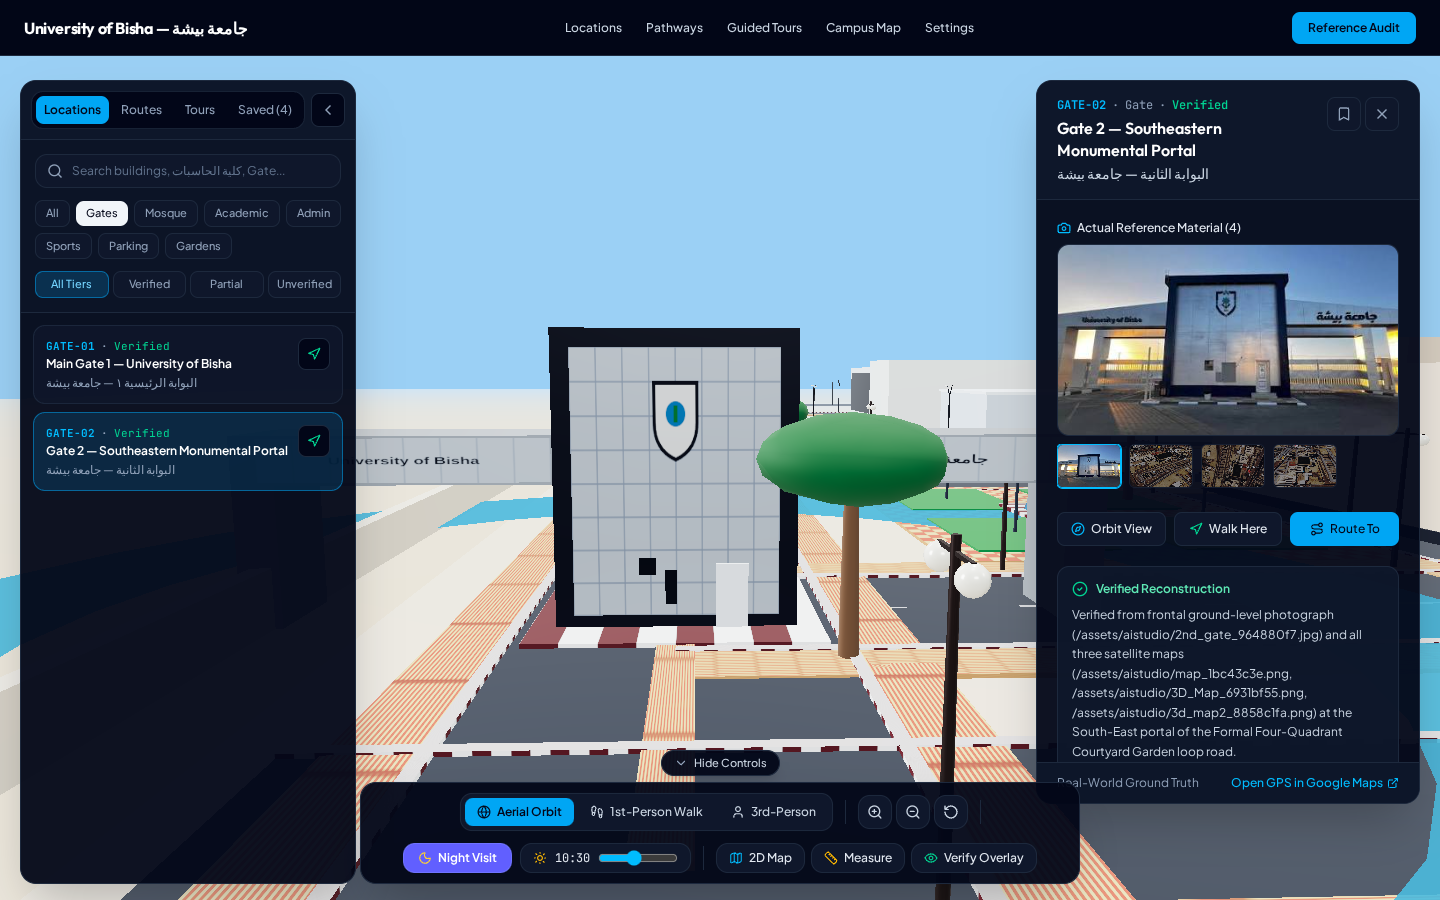 University of Bisha — جامعة بيشة
Locations
Pathways
Guided Tours
Campus Map
Settings
Reference Audit
Locations
Routes
Tours
Saved (4)
Search buildings, كلية الحاسبات, Gate...
All
Gates
Mosque
Academic
Admin
Sports
Parking
Gardens
All Tiers
Verified
Partial
Unverified
GATE-01 · Verified
Main Gate 1 — University of Bisha
البوابة الرئيسية ١ — جامعة بيشة
GATE-02 · Verified
Gate 2 — Southeastern Monumental Portal
البوابة الثانية — جامعة بيشة
University of Bisha
GATE-02 · Gate · Verified
Gate 2 — Southeastern
Monumental Portal
البوابة الثانية — جامعة بيشة
Actual Reference Material (4)
University of Bisha
جامعة بيشة
Orbit View
Walk Here
Route To
Verified Reconstruction
Verified from frontal ground-level photograph
(/assets/aistudio/2nd_gate_964880f7.jpg) and all
three satellite maps
(/assets/aistudio/map_1bc43c3e.png,
/assets/aistudio/3D_Map_6931bf55.png,
/assets/aistudio/3d_map2_8858c1fa.png) at the
South-East portal of the Formal Four-Quadrant
Courtyard Garden loop road.
Real-World Ground Truth
Open GPS in Google Maps
Hide Controls
Aerial Orbit
1st-Person Walk
3rd-Person
Night Visit
10:30
2D Map
Measure
Verify Overlay